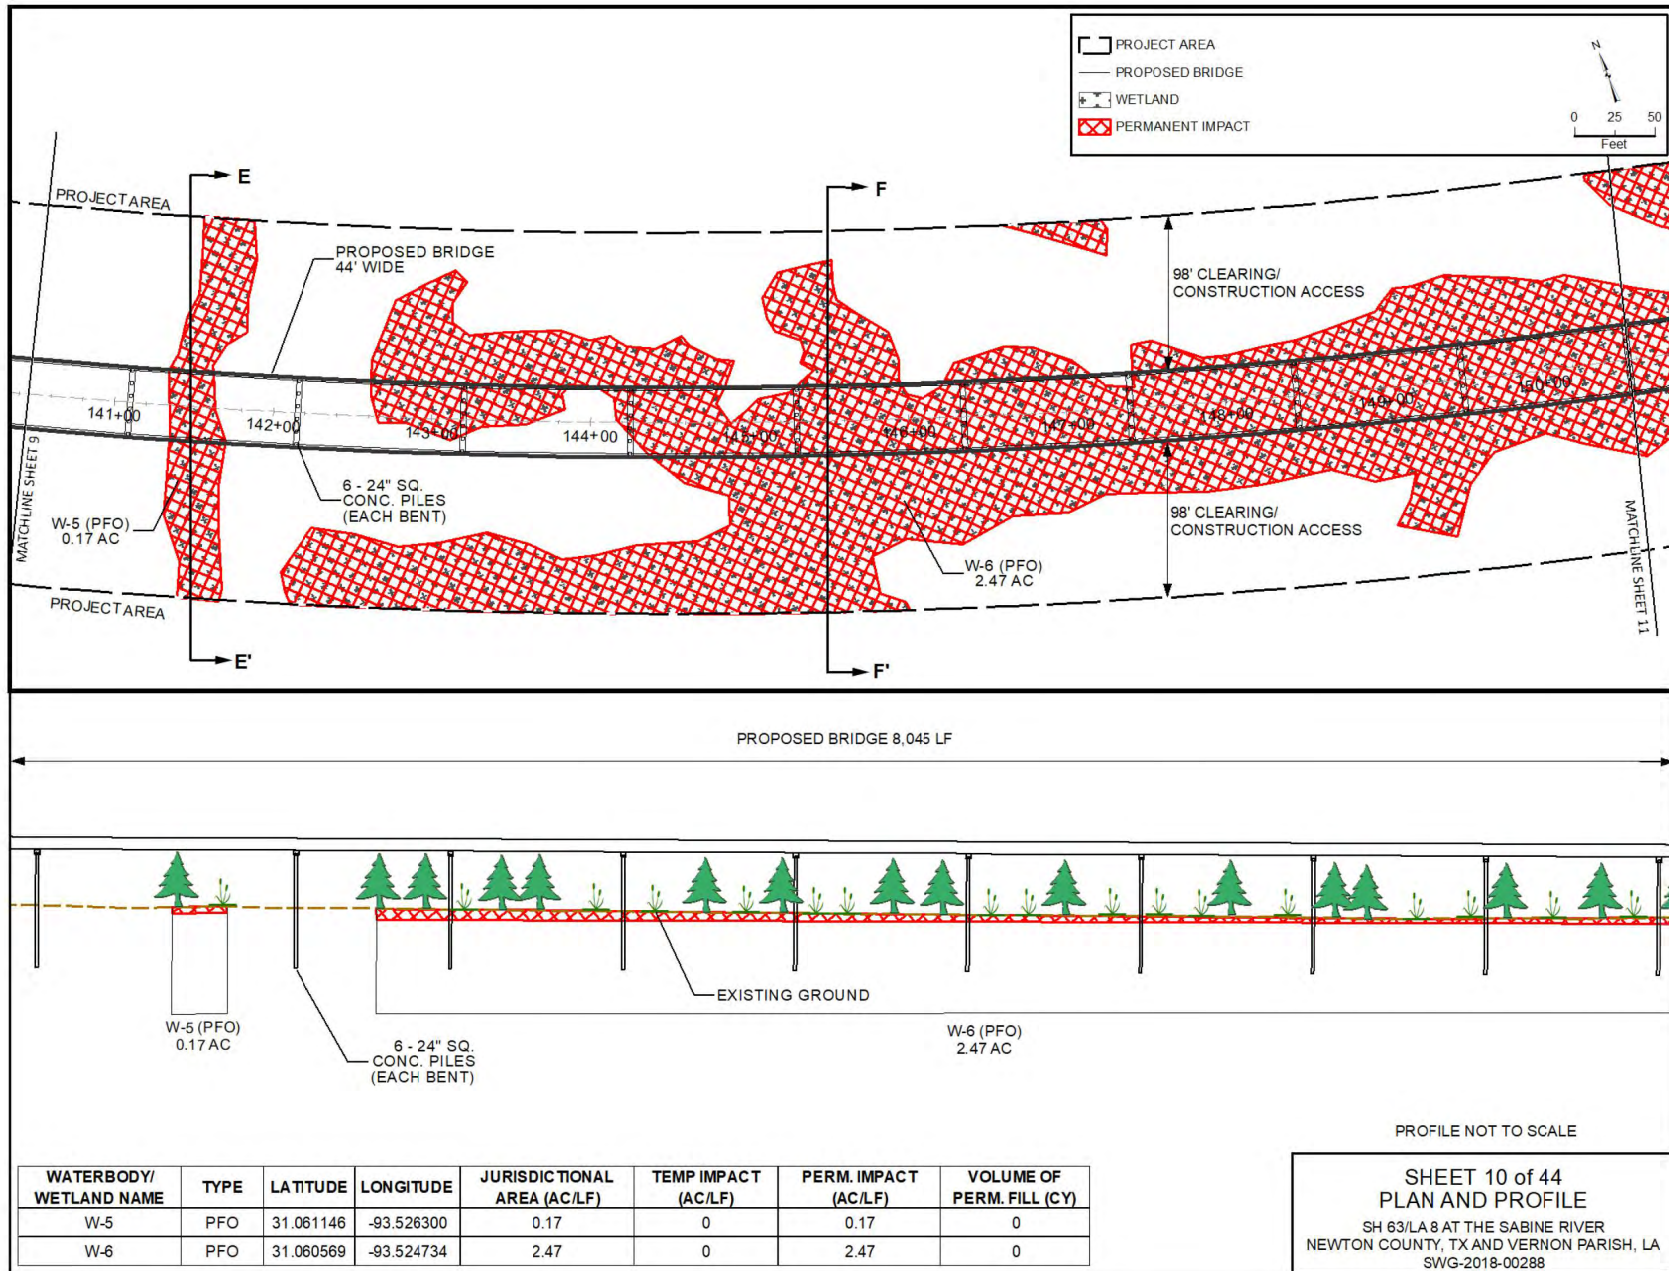 PROJECT AREA
PROPOSED BRIDGE
WETLAND
PERMANENT IMPACT
N
0 25 50
Feet
E
F
PROJECT AREA
PROPOSED BRIDGE
44' WIDE
98' CLEARING/
CONSTRUCTION ACCESS
141+00
142+00
143+00
144+00
145+00
146+00
147+00
148+00
149+00
150+00
MATCHLINE SHEET 9
6 - 24" SQ.
CONC. PILES
(EACH BENT)
W-5 (PFO)
0.17 AC
98' CLEARING/
CONSTRUCTION ACCESS
W-6 (PFO)
2.47 AC
MATCHLINE SHEET 11
PROJECT AREA
E'
F'
PROPOSED BRIDGE 8,045 LF
EXISTING GROUND
W-5 (PFO)
0.17 AC
6 - 24" SQ.
CONC. PILES
(EACH BENT)
W-6 (PFO)
2.47 AC
PROFILE NOT TO SCALE
WATERBODY/ WETLAND NAME TYPE LATITUDE LONGITUDE JURISDICTIONAL AREA (AC/LF) TEMP IMPACT (AC/LF) PERM. IMPACT (AC/LF) VOLUME OF PERM. FILL (CY)
W-5 PFO 31.061146 -93.526300 0.17 0 0.17 0
W-6 PFO 31.060569 -93.524734 2.47 0 2.47 0
SHEET 10 of 44
PLAN AND PROFILE
SH 63/LA 8 AT THE SABINE RIVER
NEWTON COUNTY, TX AND VERNON PARISH, LA
SWG-2018-00288